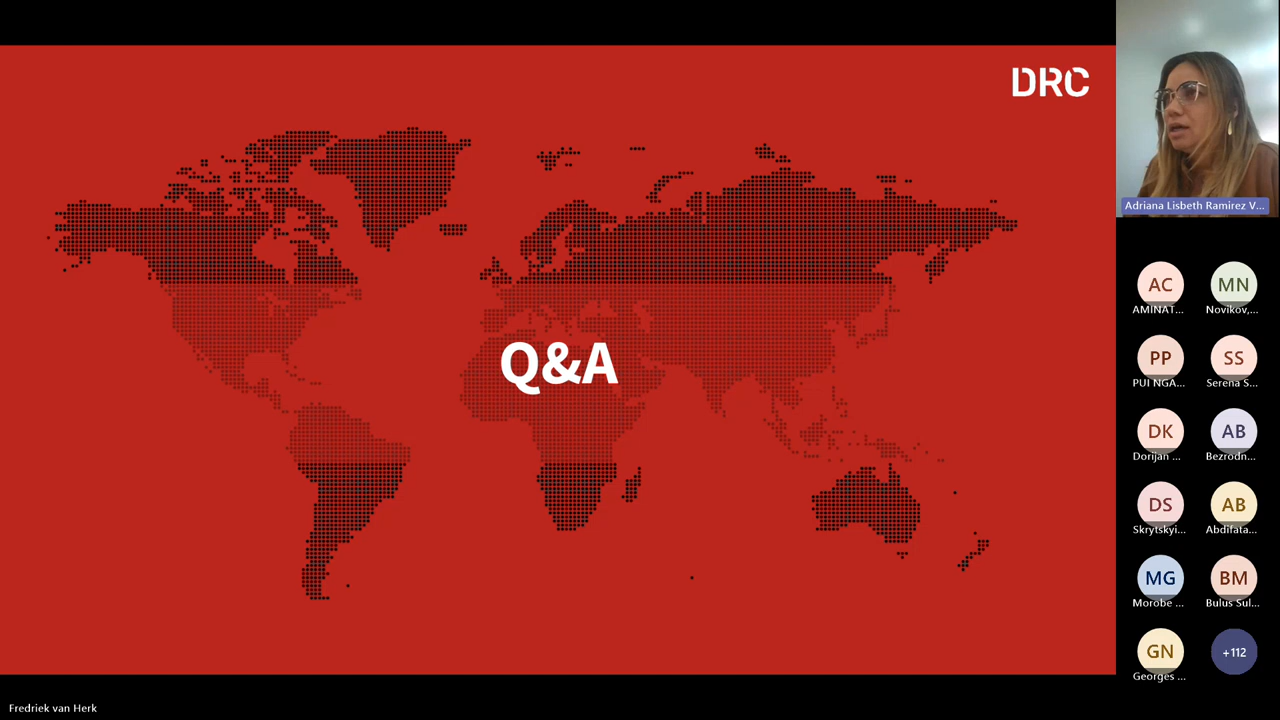 DRC
Q&A
Adriana Lisbeth Ramirez V...
AC
MN
AMINAT...
Novikov,...
PP
SS
PUI NGA...
Serena S...
DK
AB
Dorijan ...
Bezrodn...
DS
AB
Skrytskyi...
Abdifata...
MG
BM
Morobe ...
Bulus Sul...
GN
+112
Georges ...
Fredriek van Herk